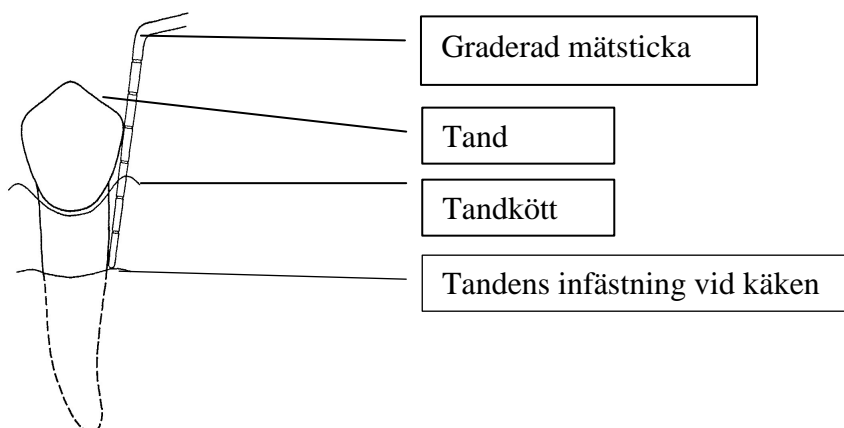 Graderad mätsticka
Tand
Tandkött
Tandens infästning vid käken